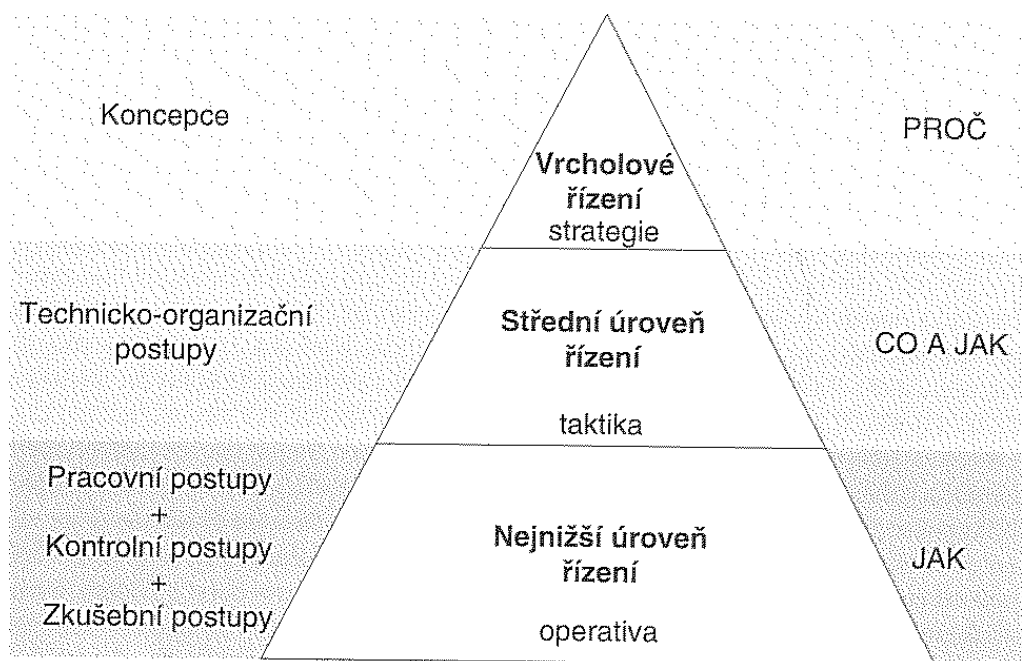 Koncepce
Vrcholové
řízení
strategie
PROČ
Technicko-organizační
postupy
Střední úroveň
řízení
taktika
CO A JAK
Pracovní postupy
+
Kontrolní postupy
+
Zkušební postupy
Nejnižší úroveň
řízení
operativa
JAK